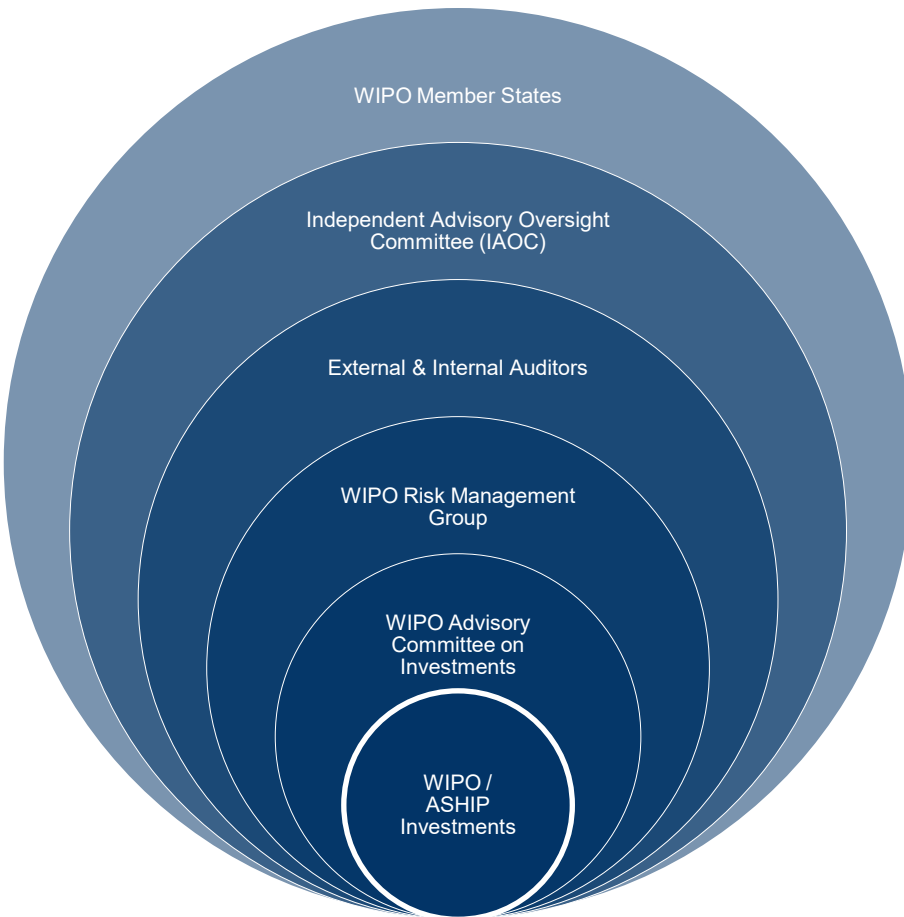 WIPO Member States
Independent Advisory Oversight
Committee (IAOC)
External & Internal Auditors
WIPO Risk Management
Group
WIPO Advisory
Committee on
Investments
WIPO /
ASHIP
Investments